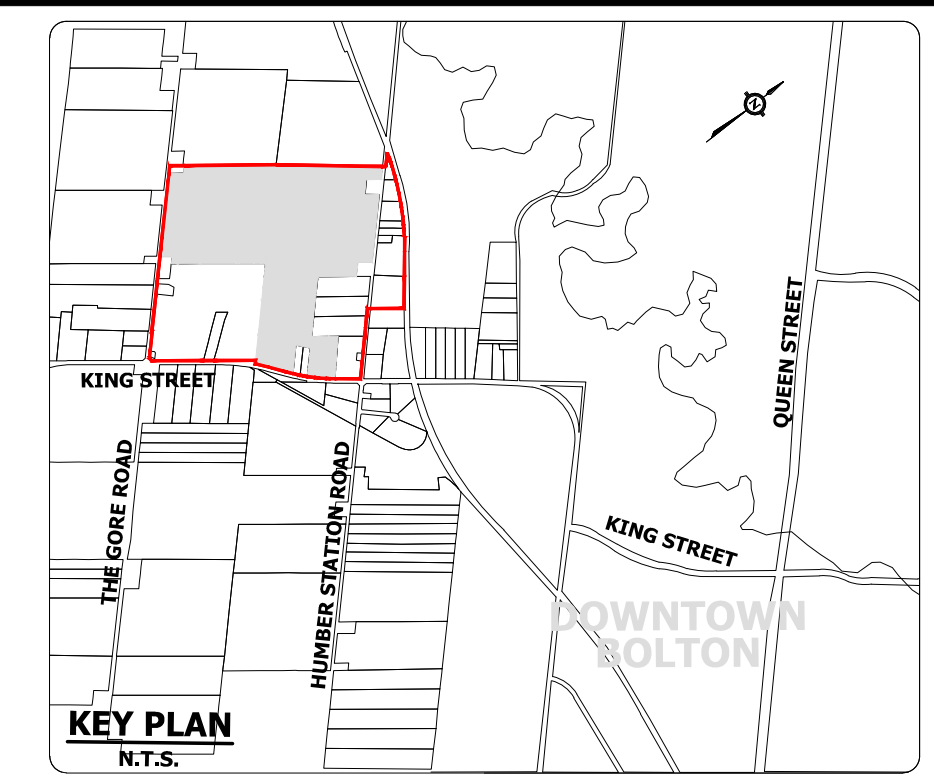 N
QUEEN STREET
KING STREET
THE GORE ROAD
HUMBER STATION ROAD
KING STREET
DOWNTOWN
BOLTON
KEY PLAN
N.T.S.